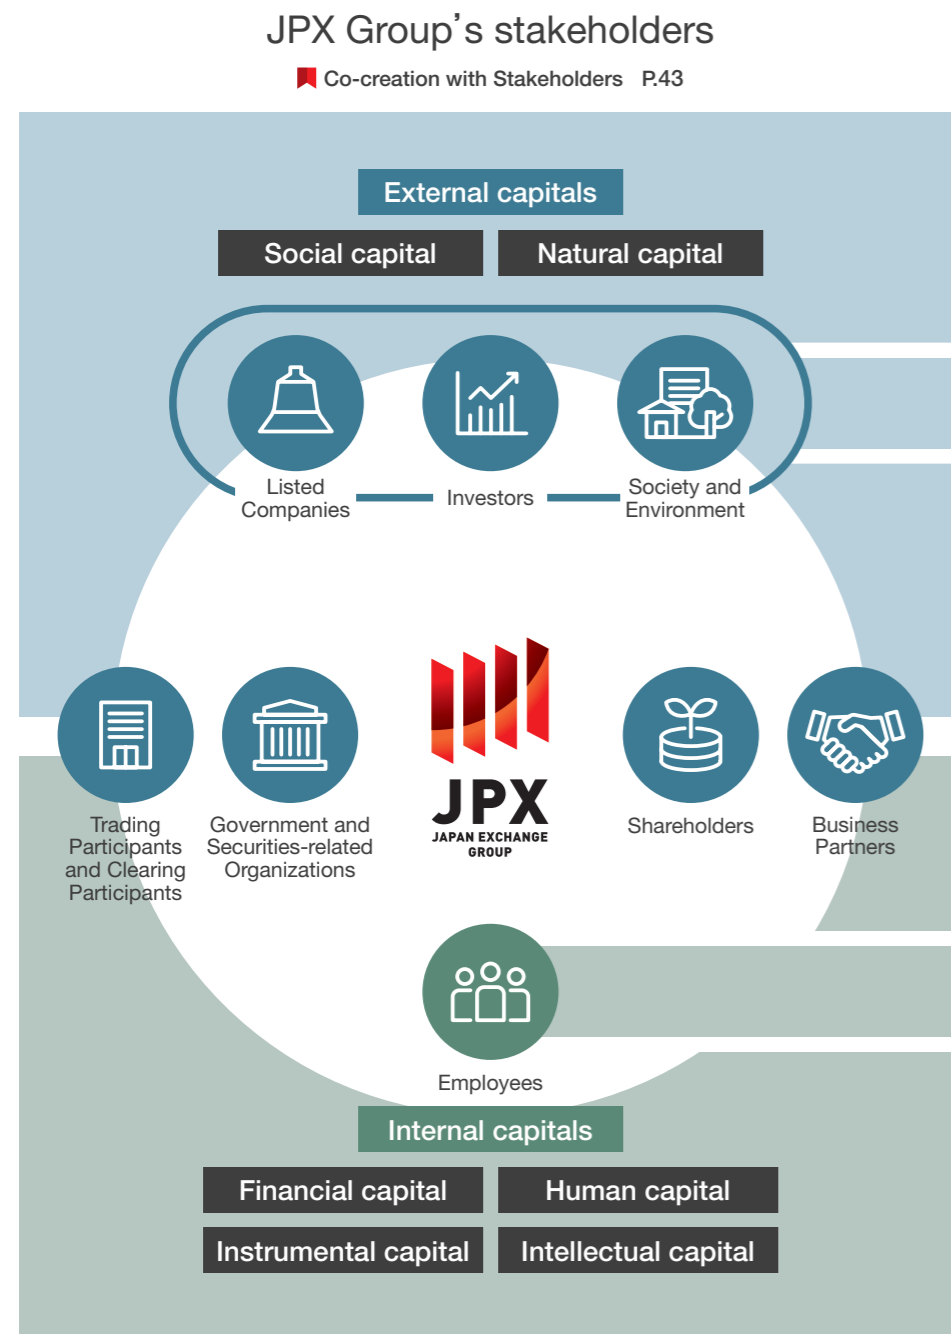 JPX Group’s stakeholders
Co-creation with Stakeholders P.43
External capitals
Social capital
Natural capital
Listed
Companies
Investors
Society and
Environment
Trading
Participants
and Clearing
Participants
Government and
Securities-related
Organizations
JPX
JAPAN EXCHANGE
GROUP
Shareholders
Business
Partners
Employees
Internal capitals
Financial capital
Human capital
Instrumental capital
Intellectual capital